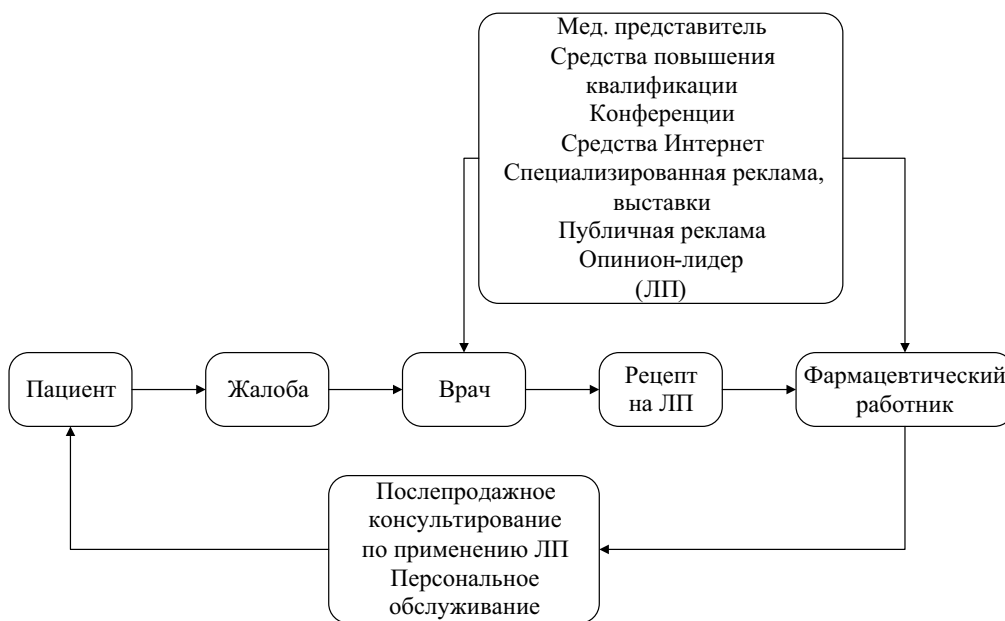 Мед. представитель
Средства повышения
квалификации
Конференции
Средства Интернет
Специализированная реклама,
выставки
Публичная реклама
Опинион-лидер
(ЛП)
Пациент
Жалоба
Врач
Рецепт
на ЛП
Фармацевтический
работник
Послепродажное
консультирование
по применению ЛП
Персональное
обслуживание